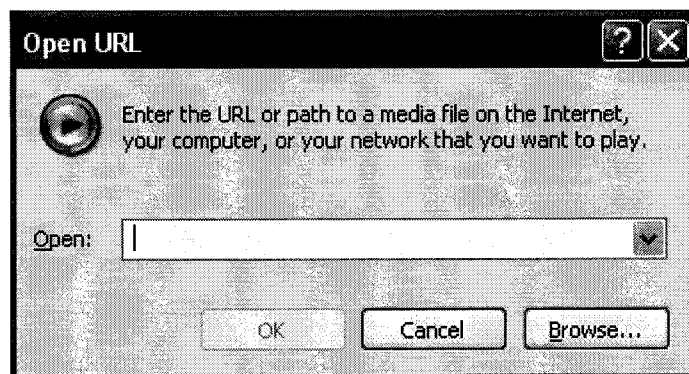 Open URL
Enter the URL or path to a media file on the Internet,
your computer, or your network that you want to play.
Open:
OK Cancel Browse...